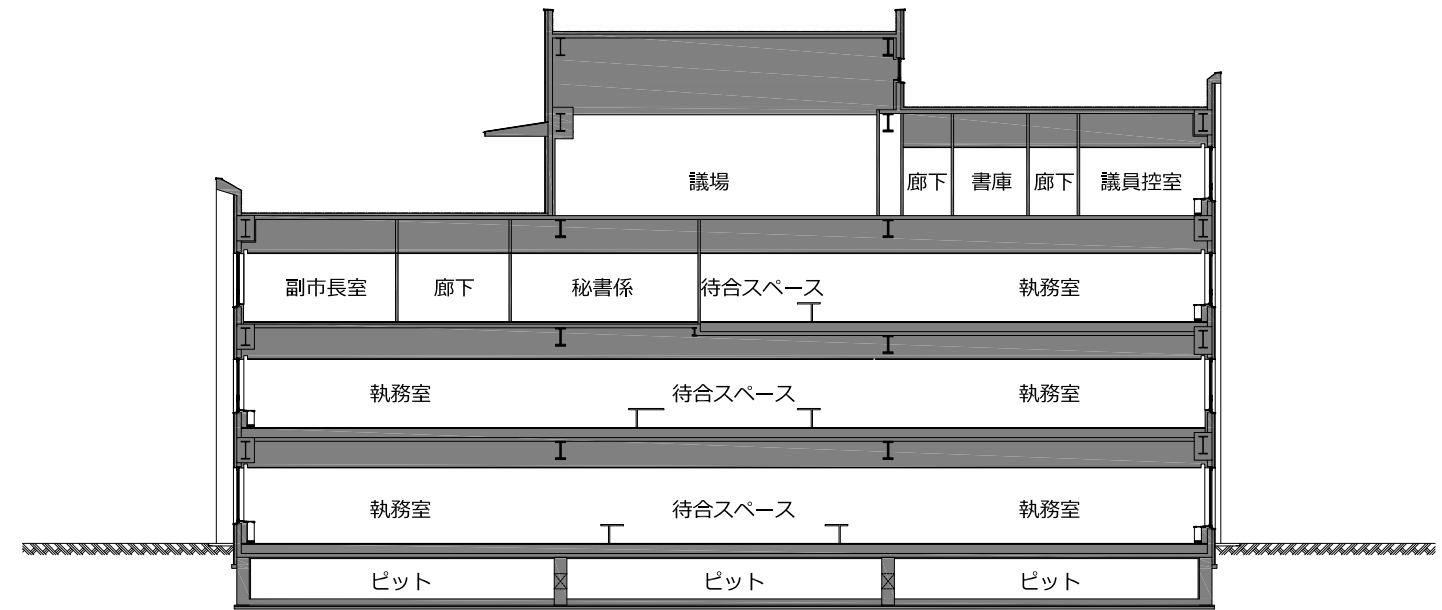 議場
廊下
書庫
廊下
議員控室
副市長室
廊下
秘書係
待合スペース
執務室
執務室
待合スペース
執務室
執務室
待合スペース
執務室
ピット
ピット
ピット